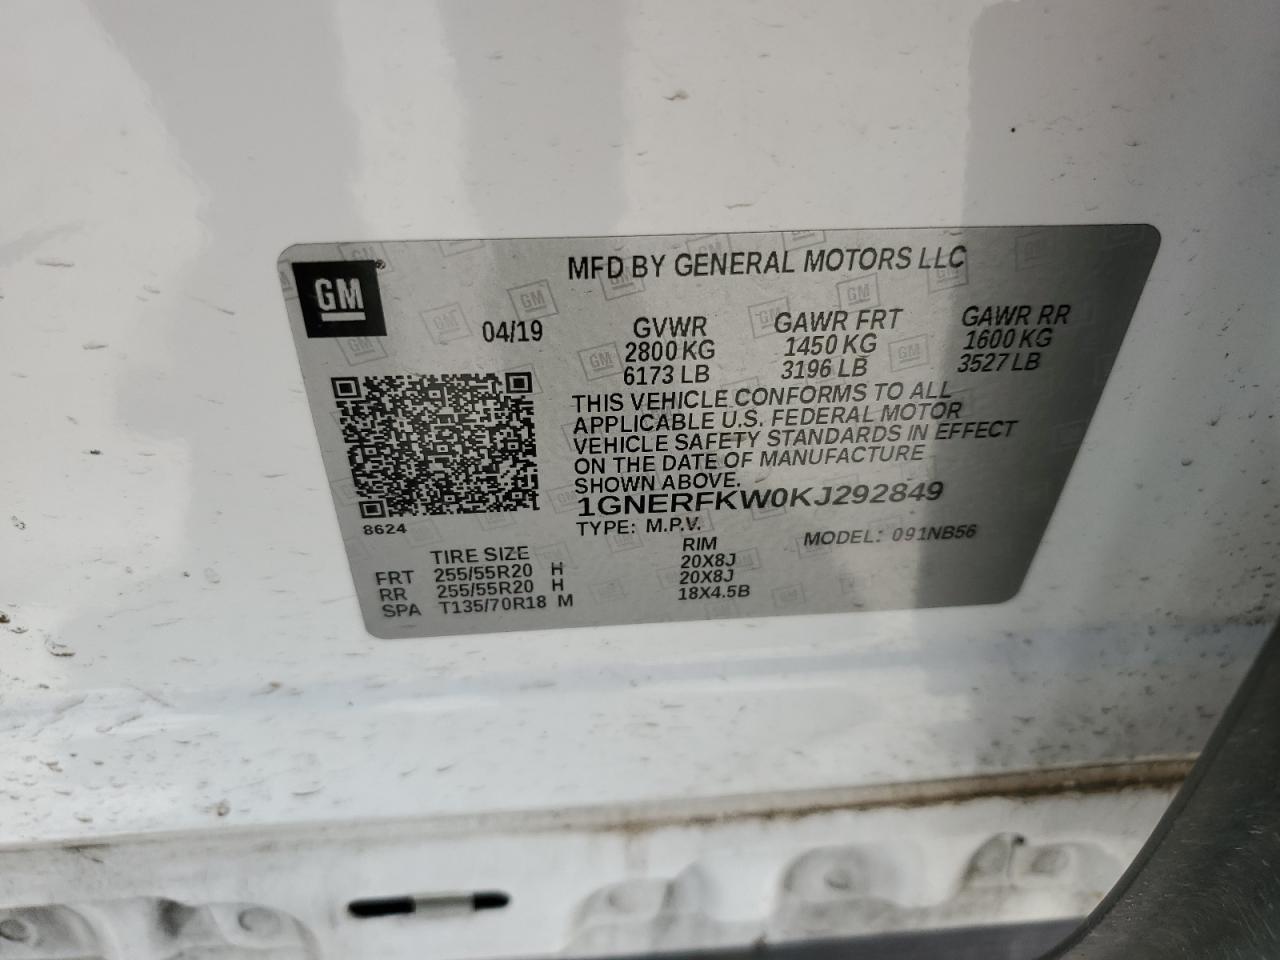 GM
MFD BY GENERAL MOTORS LLC
04/19 GVWR GAWR FRT GAWR RR
2800 KG 1450 KG 1600 KG
6173 LB 3196 LB 3527 LB
THIS VEHICLE CONFORMS TO ALL
APPLICABLE U.S. FEDERAL MOTOR
VEHICLE SAFETY STANDARDS IN EFFECT
ON THE DATE OF MANUFACTURE
SHOWN ABOVE.
1GNERFKW0KJ292849
8624
TYPE: M.P.V. MODEL: 091NB56
TIRE SIZE RIM
FRT 255/55R20 H 20X8J
RR 255/55R20 H 20X8J
SPA T135/70R18 M 18X4.5B